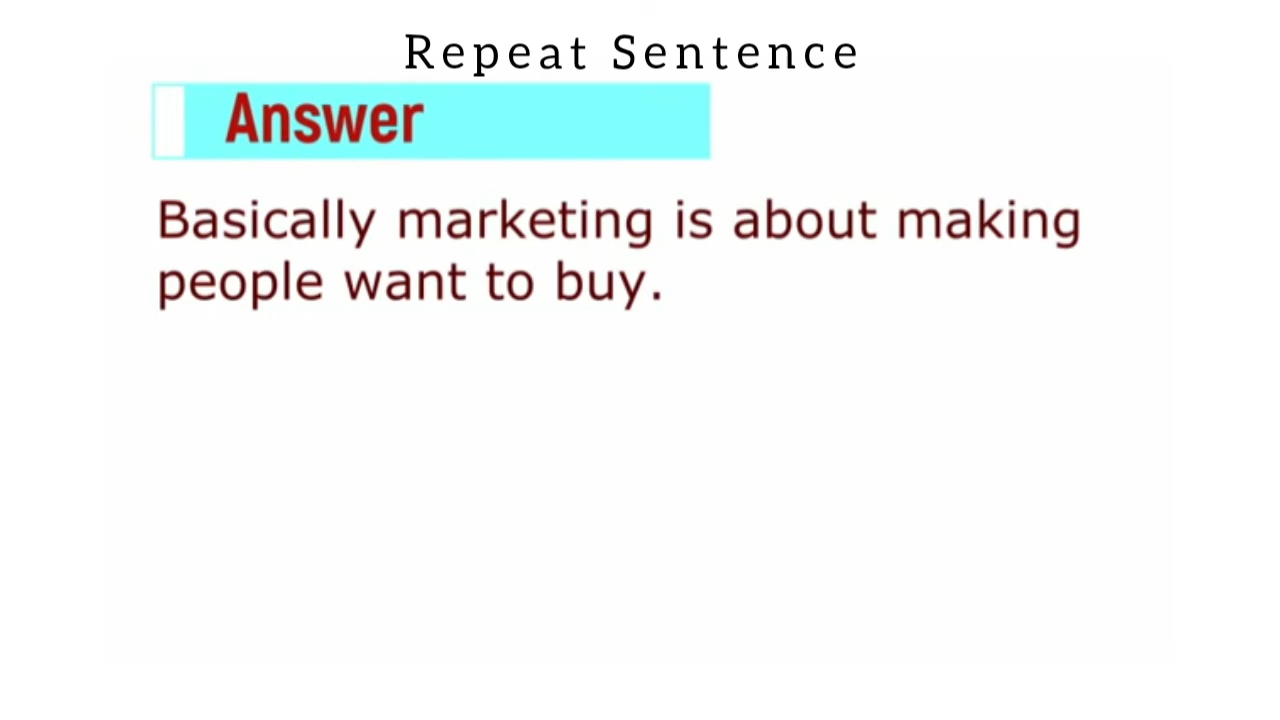 Repeat Sentence
Answer
Basically marketing is about making
people want to buy.